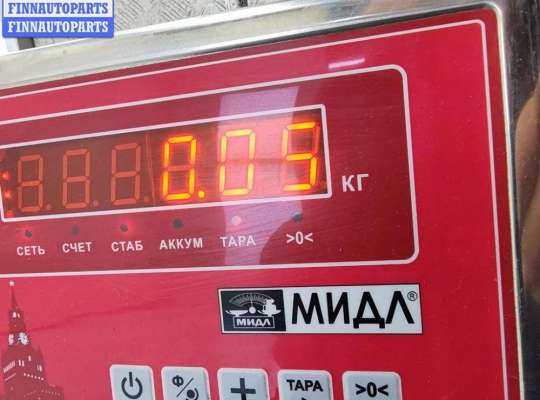 FINNAUTOPARTS
FINNAUTOPARTS
0.05 КГ
СЕТЬ СЧЕТ СТАБ АККУМ ТАРА >0<
МИДЛ МИДЛ®
Ф + ТАРА >0<